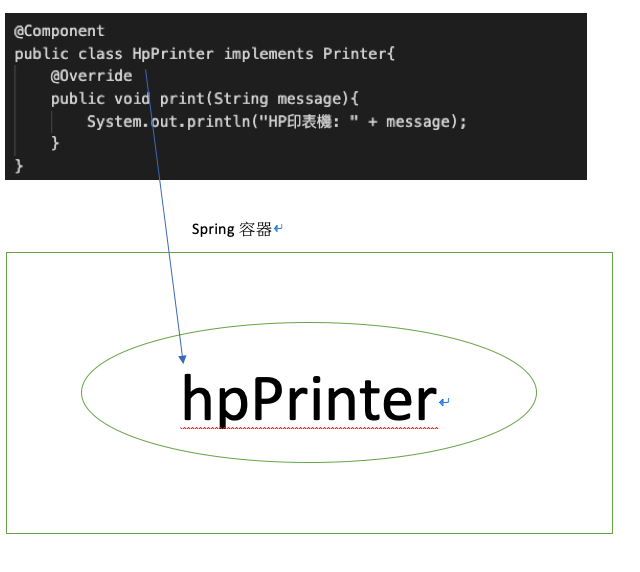 @Component
public class HpPrinter implements Printer{
    @Override
    public void print(String message){
        System.out.println("HP印表機: " + message);
    }
}
Spring 容器↵
hpPrinter↵